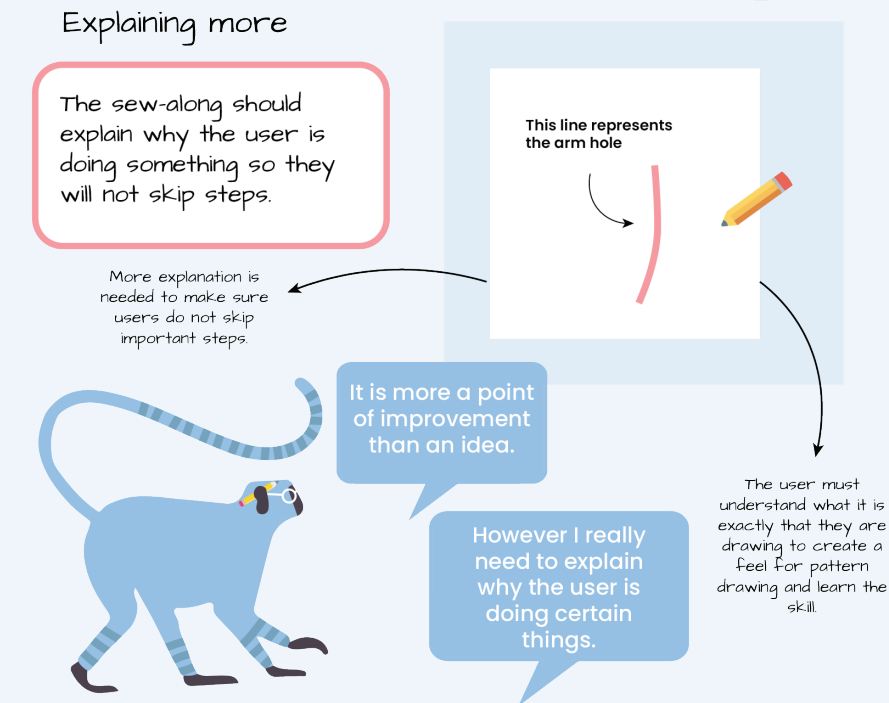 Explaining more
The sew-along should
explain why the user is
doing something so they
will not skip steps.
This line represents
the arm hole
More explanation is
needed to make sure
users do not skip
important steps.
It is more a point
of improvement
than an idea.
However I really
need to explain
why the user is
doing certain
things.
The user must
understand what it is
exactly that they are
drawing to create a
feel for pattern
drawing and learn the
skill.